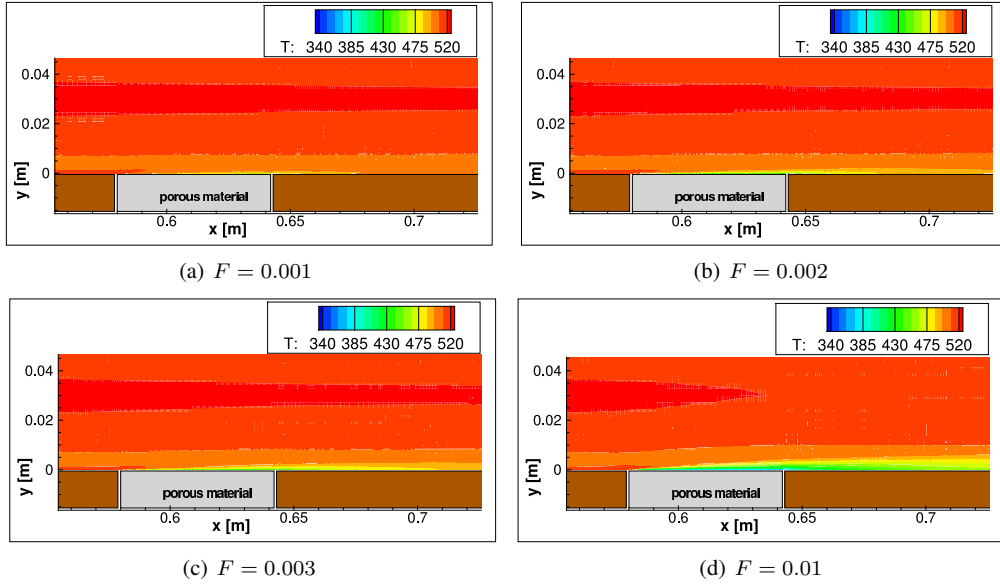 T: 340 385 430 475 520
0.04
0.02
0
y [m]
porous material
0.6 0.65 0.7
x [m]
(a) F = 0.001
T: 340 385 430 475 520
0.04
0.02
0
y [m]
porous material
0.6 0.65 0.7
x [m]
(b) F = 0.002
T: 340 385 430 475 520
0.04
0.02
0
y [m]
porous material
0.6 0.65 0.7
x [m]
(c) F = 0.003
T: 340 385 430 475 520
0.04
0.02
0
y [m]
porous material
0.6 0.65 0.7
x [m]
(d) F = 0.01